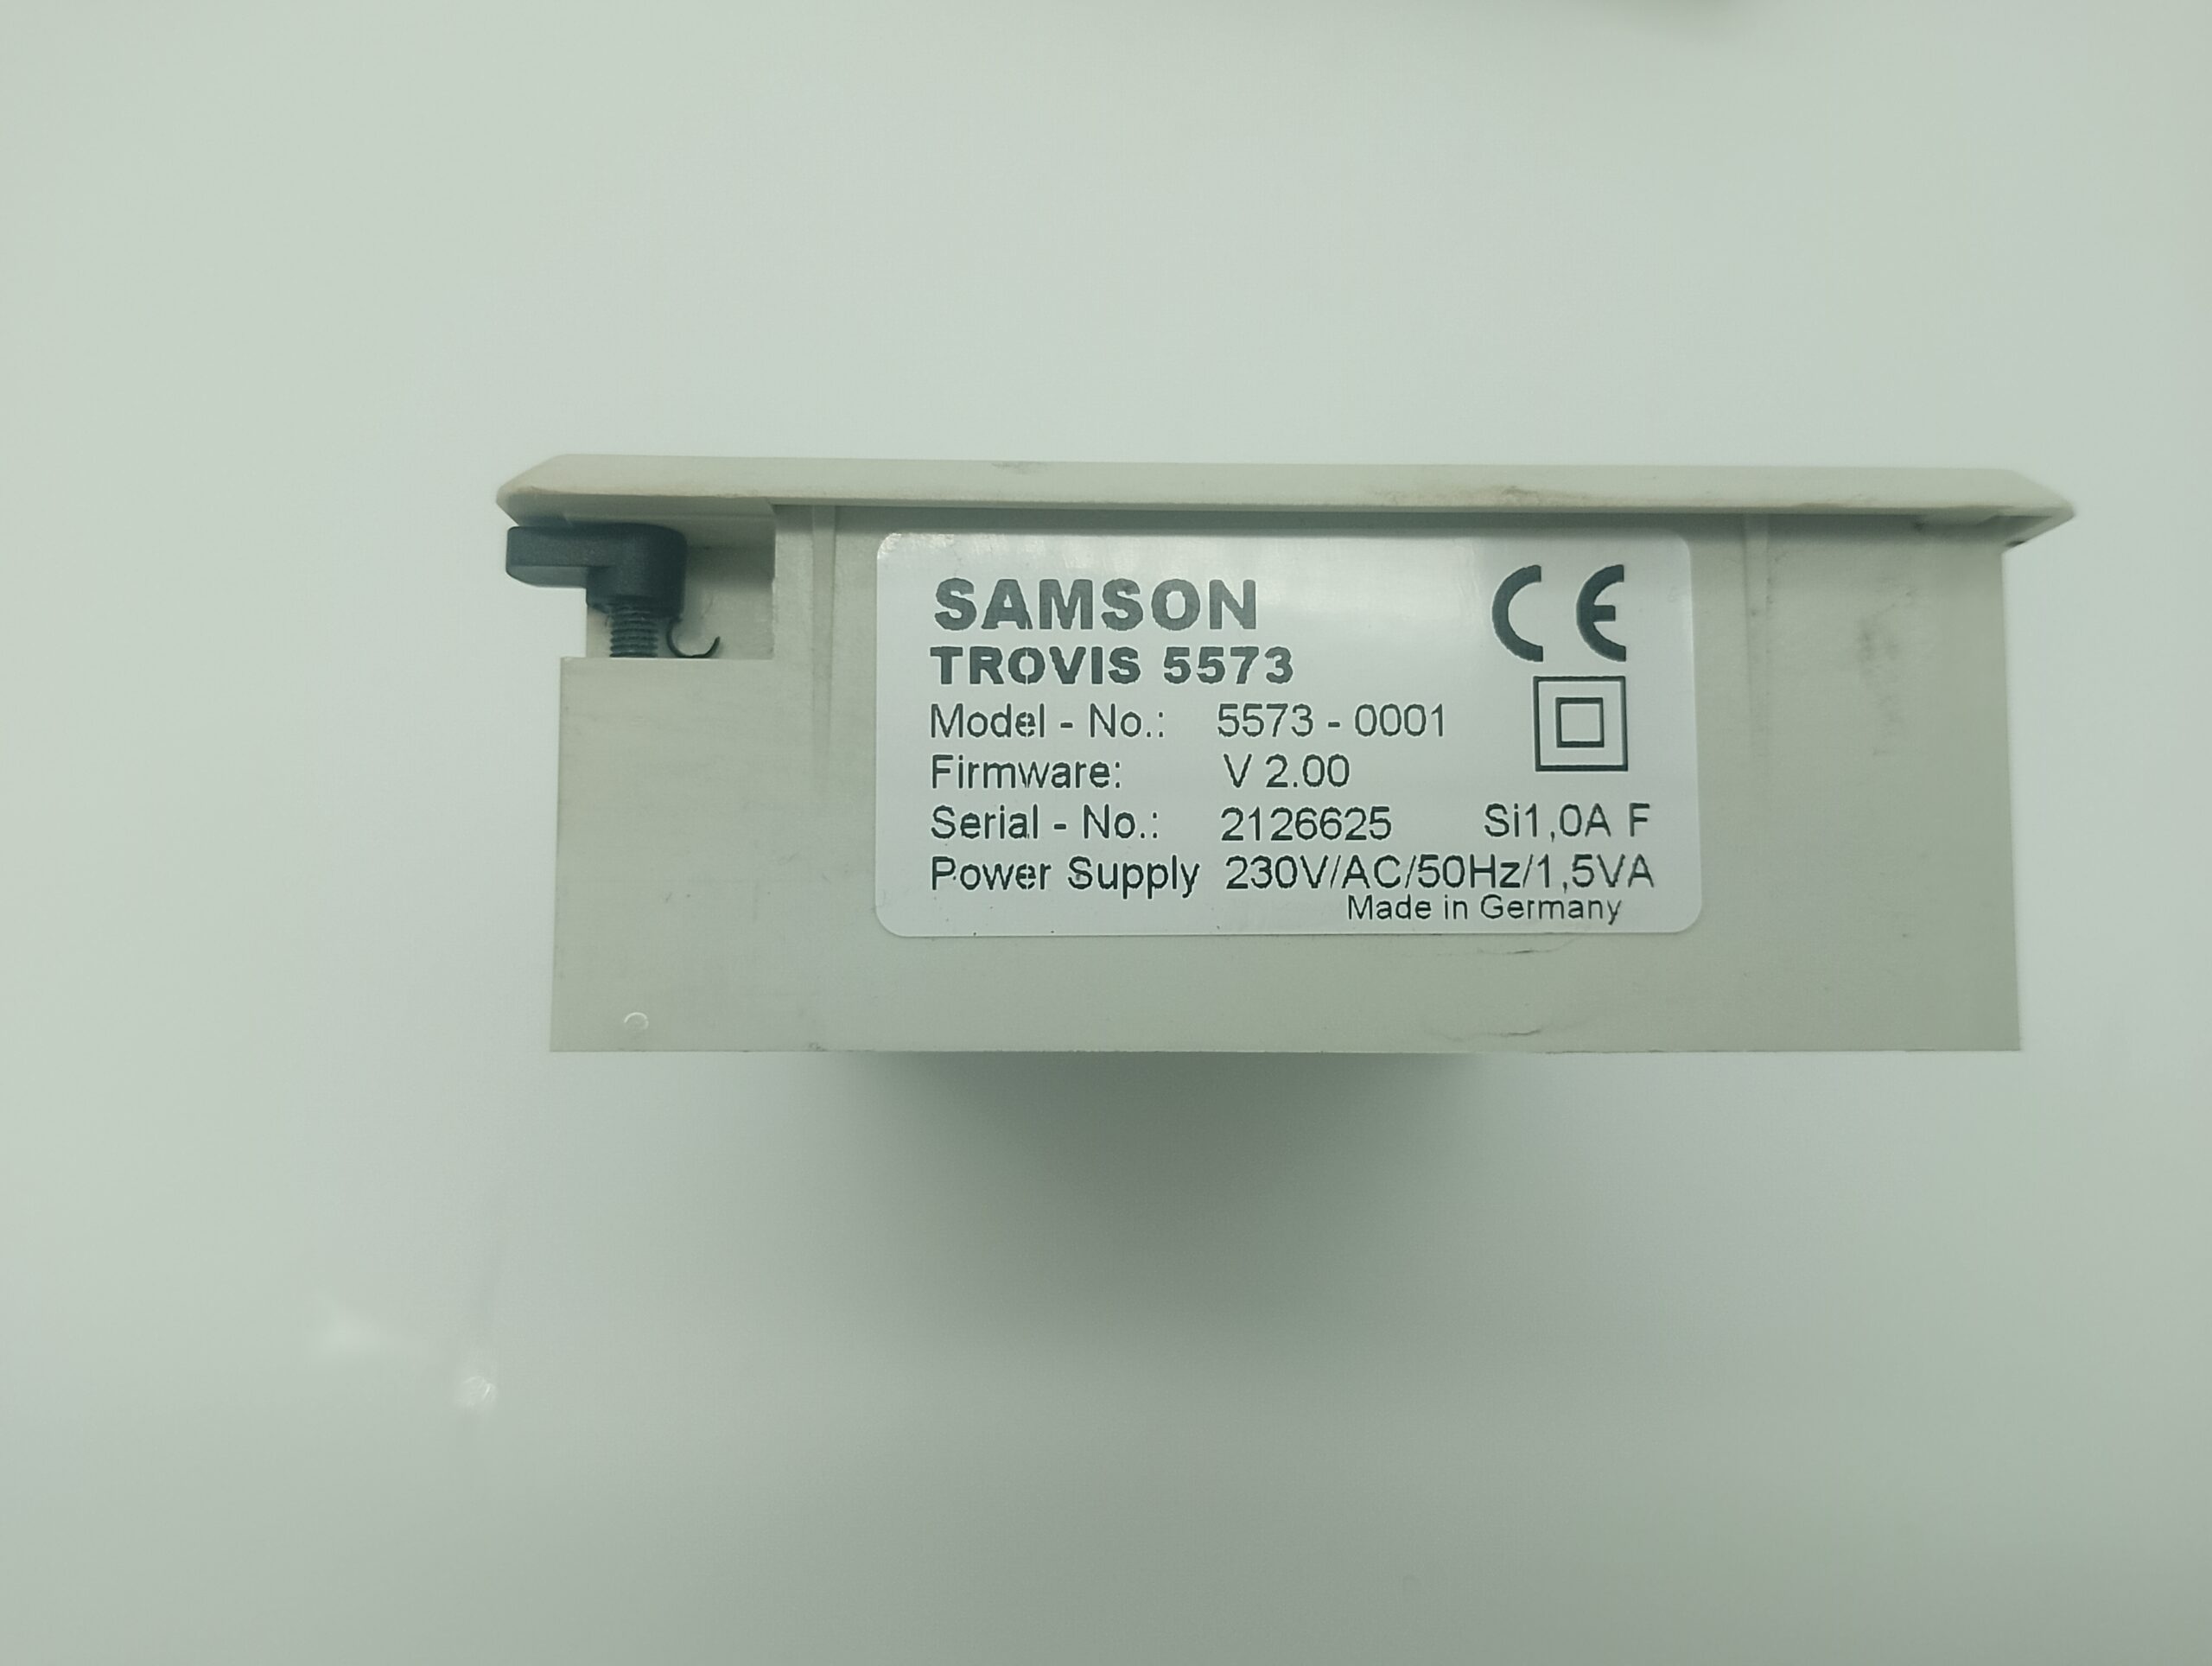 SAMSON
TROVIS 5573
Model - No.: 5573 - 0001
Firmware: V 2.00
Serial - No.: 2126625 Si1,0A F
Power Supply 230V/AC/50Hz/1,5VA
Made in Germany
CE